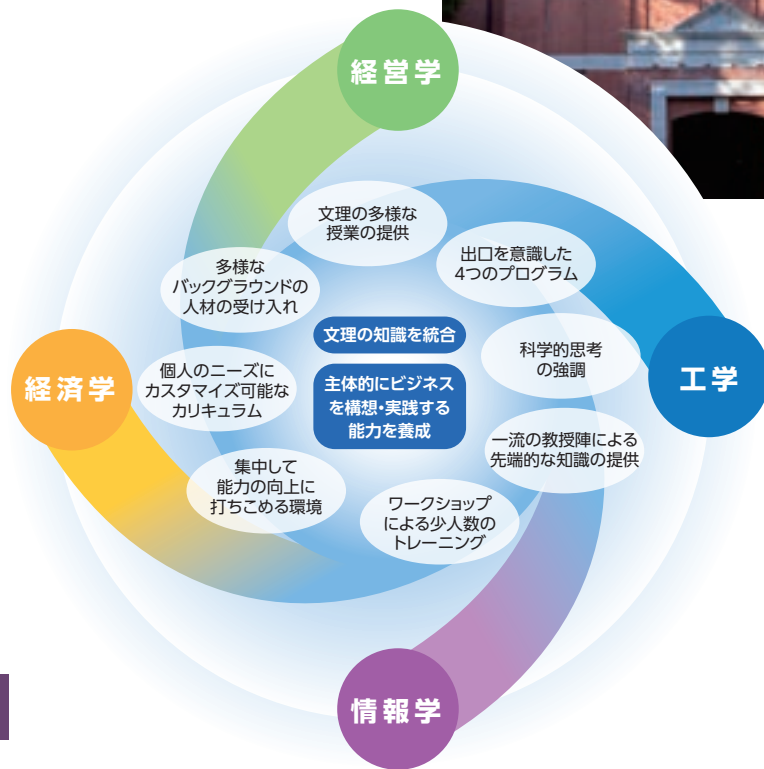 経営学
文理の多様な
授業の提供
出口を意識した
4つのプログラム
多様な
バックグラウンドの
人材の受け入れ
文理の知識を統合
科学的思考
の強調
工学
経済学
個人のニーズに
カスタマイズ可能な
カリキュラム
主体的にビジネス
を構想・実践する
能力を養成
一流の教授陣による
先端的な知識の提供
集中して
能力の向上に
打ちこめる環境
ワークショップ
による少人数の
トレーニング
情報学